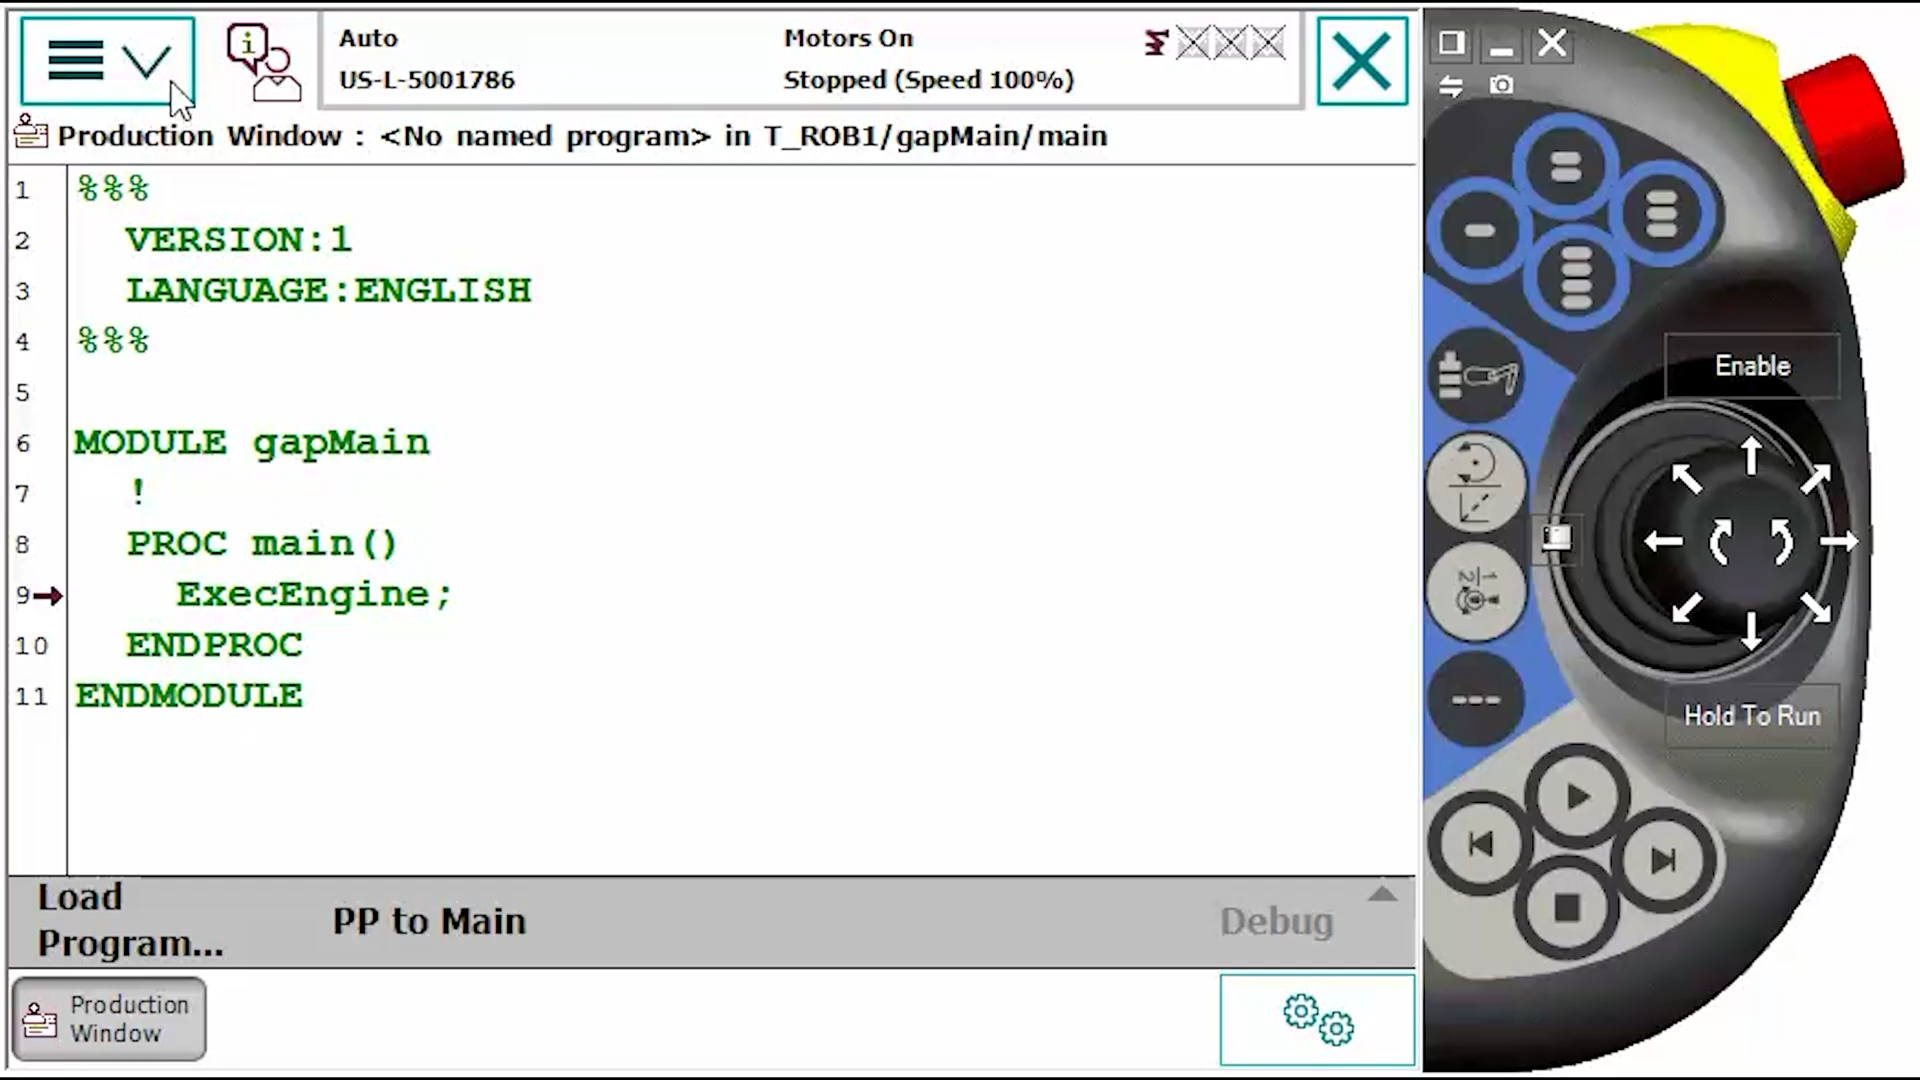 Auto
Motors On
US-L-5001786
Stopped (Speed 100%)
Production Window : <No named program> in T_ROB1/gapMain/main
1 %%%
2 VERSION:1
3 LANGUAGE:ENGLISH
4 %%%
5
6 MODULE gapMain
7 !
8 PROC main()
9 ExecEngine;
10 ENDPROC
11 ENDMODULE
Load
Program...
PP to Main
Debug
Production
Window
Enable
Hold To Run